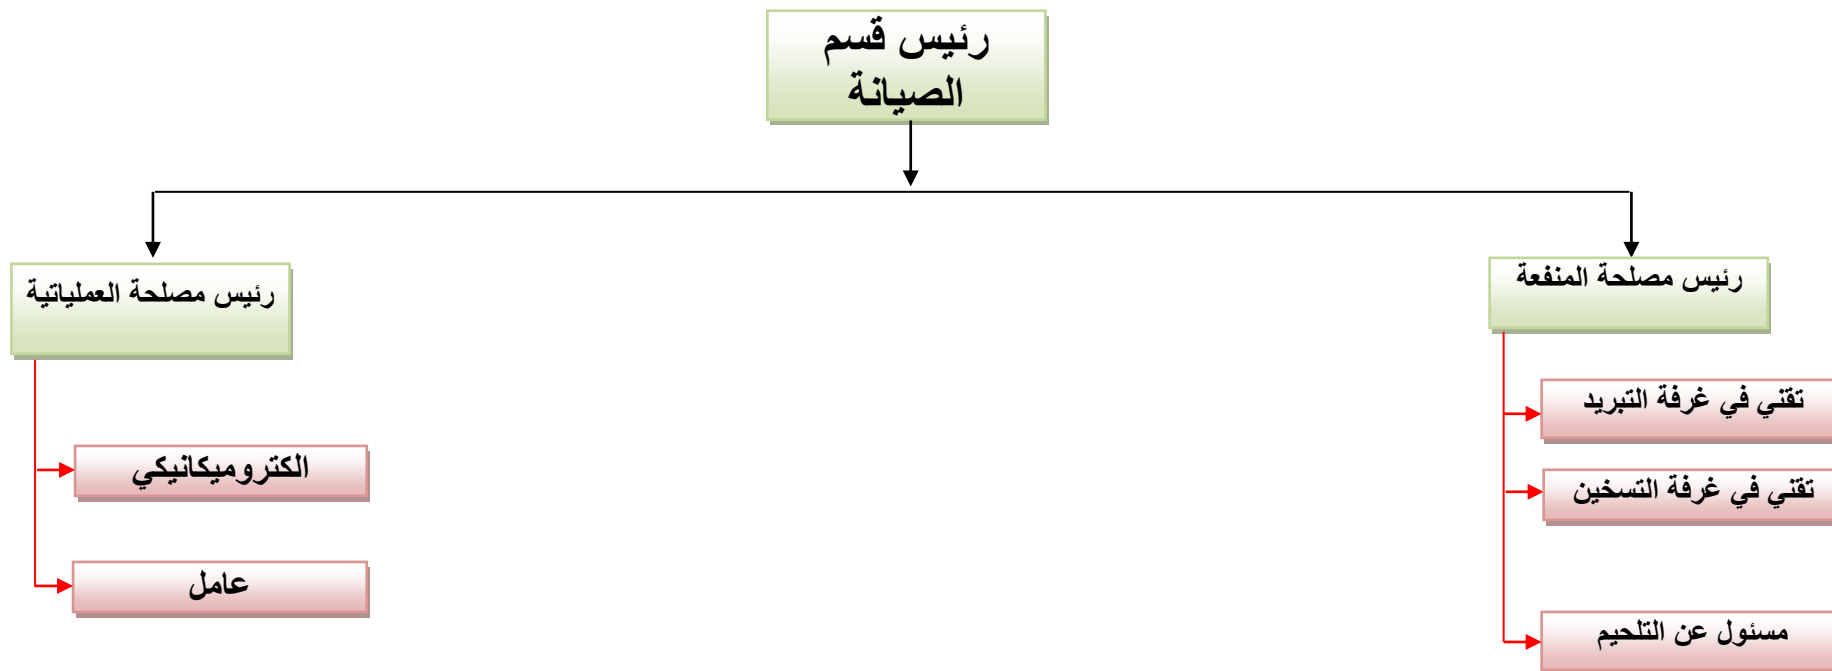 رئيس قسم
الصيانة
رئيس مصلحة المنفعة
تقني في غرفة التبريد
تقني في غرفة التسخين
مسئول عن التلحيم
رئيس مصلحة العملياتية
الكتروميكانيكي
عامل